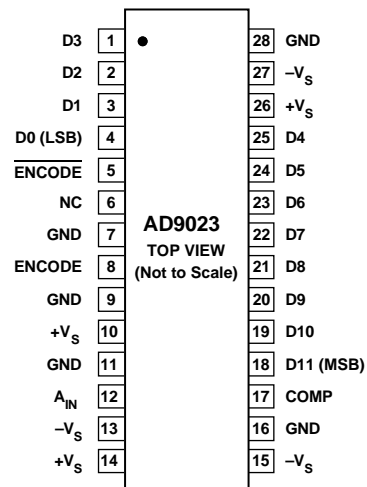 D3 1 28 GND
D2 2 27 –VS
D1 3 26 +VS
D0 (LSB) 4 25 D4
ENCODE 5 24 D5
NC 6 23 D6
GND 7 AD9023 22 D7
TOP VIEW
ENCODE 8 (Not to Scale) 21 D8
GND 9 20 D9
+VS 10 19 D10
GND 11 18 D11 (MSB)
AIN 12 17 COMP
–VS 13 16 GND
+VS 14 15 –VS